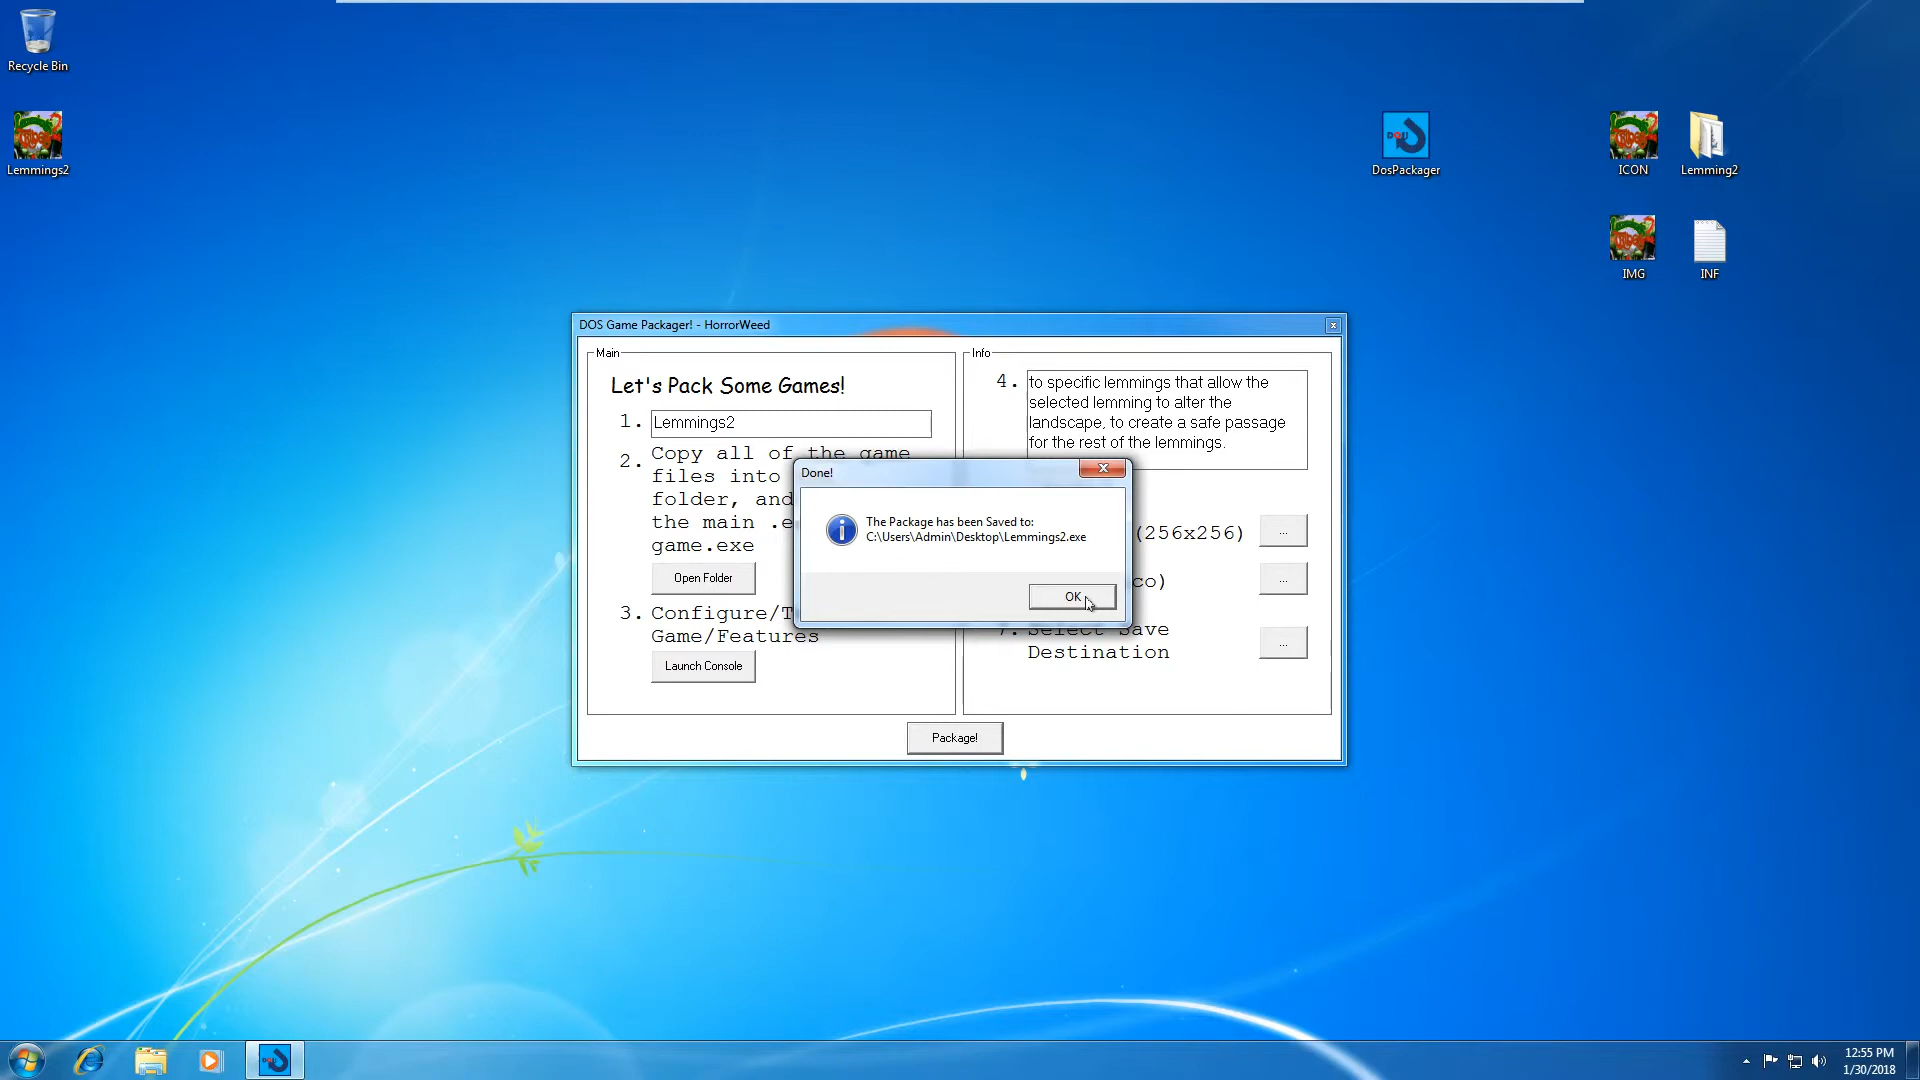 Recycle Bin
Lemmings2
DosPackager
ICON
Lemming2
IMG
INF
DOS Game Packager! - HorrorWeed
Main
Let's Pack Some Games!
1.
Lemmings2
2.
Copy all of the game
files into
folder, and
the main .e
game.exe
Open Folder
3.
Configure/T
Game/Features
Launch Console
Info
4.
to specific lemmings that allow the
selected lemming to alter the
landscape, to create a safe passage
for the rest of the lemmings.
(256x256)
...
co)
...
7. Select Save
Destination
...
Package!
Done!
The Package has been Saved to:
C:\Users\Admin\Desktop\Lemmings2.exe
OK
12:55 PM
1/30/2018